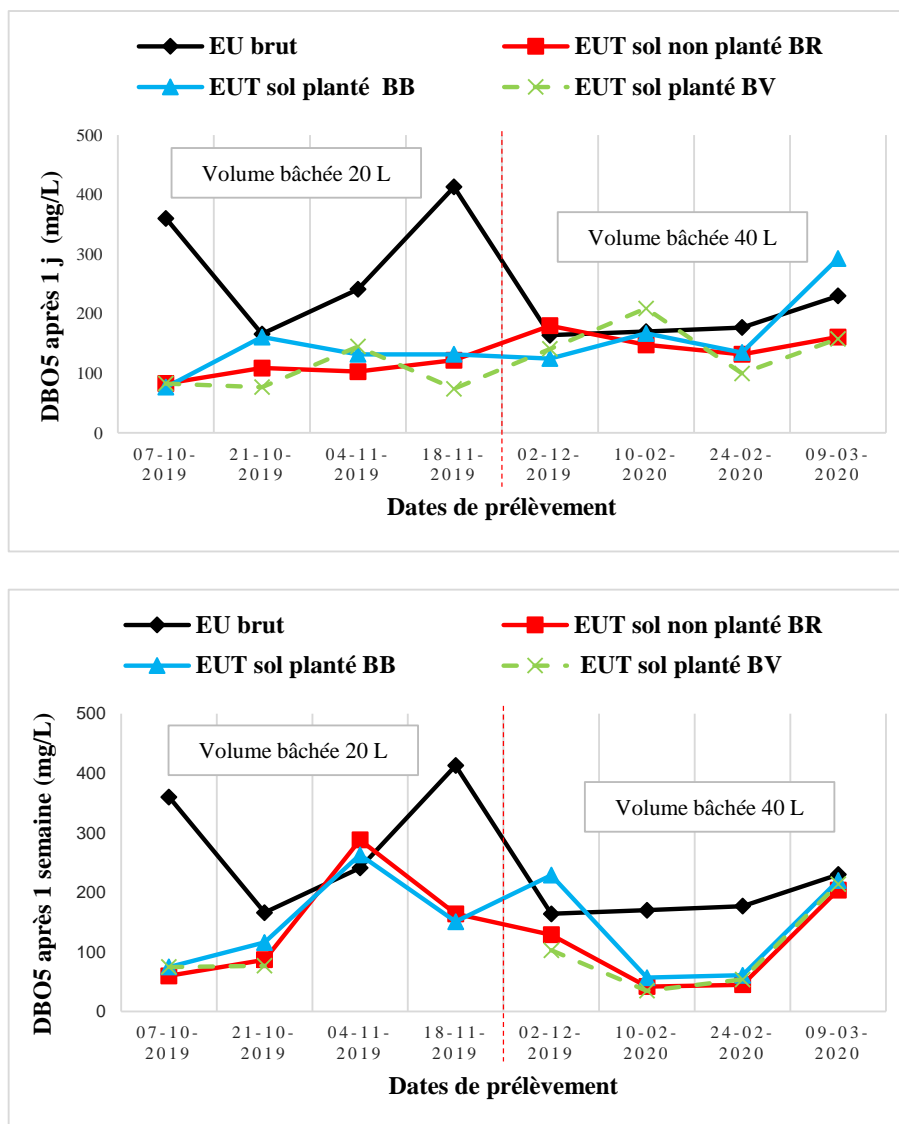 EU brut
EUT sol non planté BR
EUT sol planté BB
EUT sol planté BV
DBO5 après 1 j (mg/L)
500
400
300
200
100
0
Volume bâchée 20 L
Volume bâchée 40 L
07-10-2019
21-10-2019
04-11-2019
18-11-2019
02-12-2019
10-02-2020
24-02-2020
09-03-2020
Dates de prélèvement
EU brut
EUT sol non planté BR
EUT sol planté BB
EUT sol planté BV
DBO5 après 1 semaine (mg/L)
500
400
300
200
100
0
Volume bâchée 20 L
Volume bâchée 40 L
07-10-2019
21-10-2019
04-11-2019
18-11-2019
02-12-2019
10-02-2020
24-02-2020
09-03-2020
Dates de prélèvement